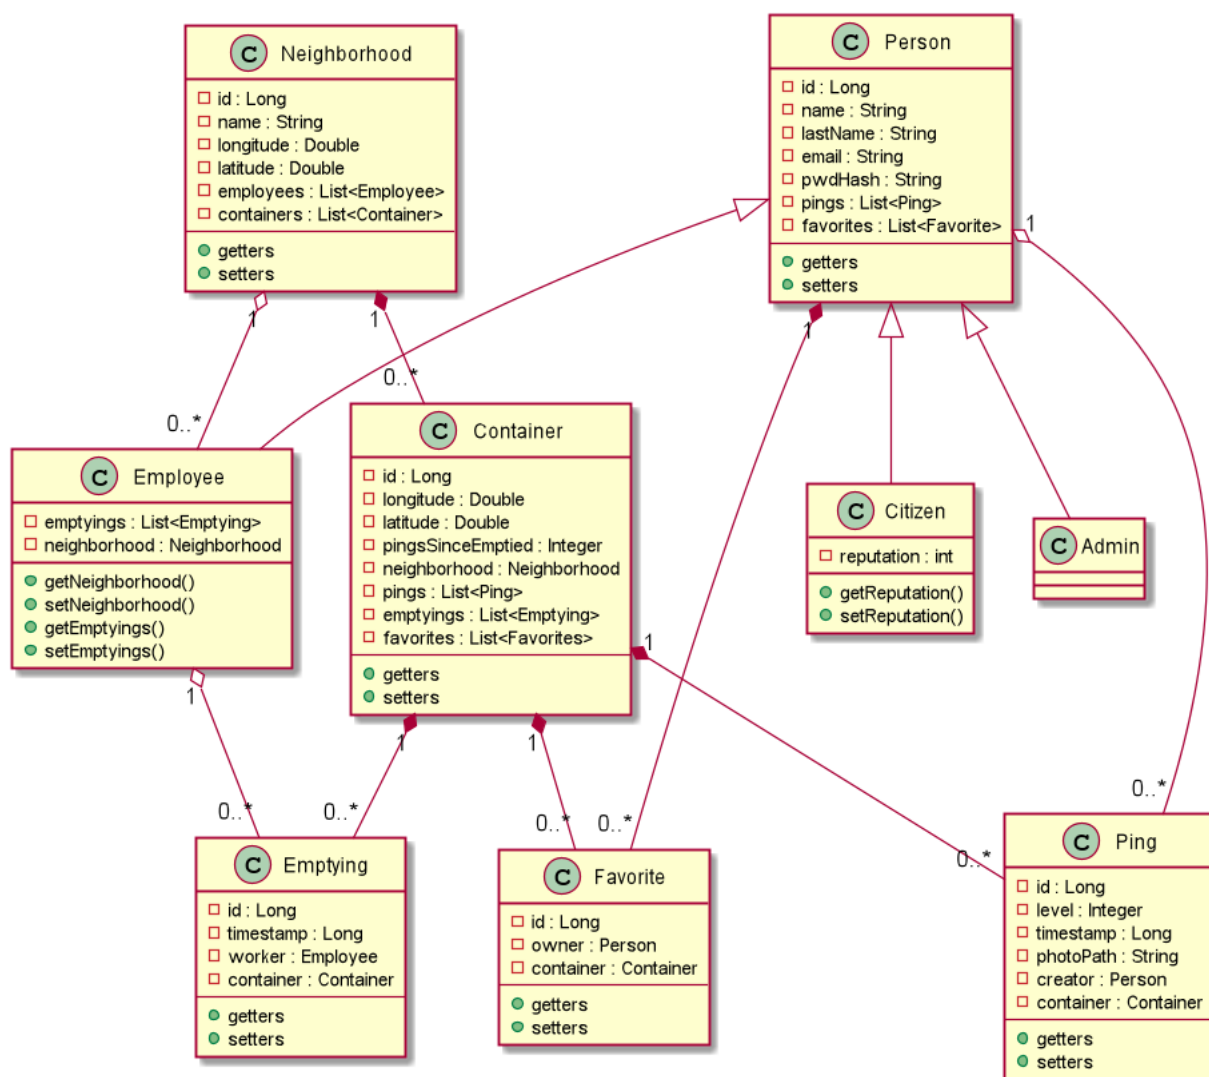 C Neighborhood
id : Long
name : String
longitude : Double
latitude : Double
employees : List<Employee>
containers : List<Container>
getters
setters
C Person
id : Long
name : String
lastName : String
email : String
pwdHash : String
pings : List<Ping>
favorites : List<Favorite>
getters
setters
1
1
1
1
0..*
0..*
C Employee
emptyings : List<Emptying>
neighborhood : Neighborhood
getNeighborhood()
setNeighborhood()
getEmptyings()
setEmptyings()
C Container
id : Long
longitude : Double
latitude : Double
pingsSinceEmptied : Integer
neighborhood : Neighborhood
pings : List<Ping>
emptyings : List<Emptying>
favorites : List<Favorites>
getters
setters
C Citizen
reputation : int
getReputation()
setReputation()
C Admin
1
1
1
1
0..*
0..*
0..*
0..*
0..*
0..*
C Emptying
id : Long
timestamp : Long
worker : Employee
container : Container
getters
setters
C Favorite
id : Long
owner : Person
container : Container
getters
setters
C Ping
id : Long
level : Integer
timestamp : Long
photoPath : String
creator : Person
container : Container
getters
setters